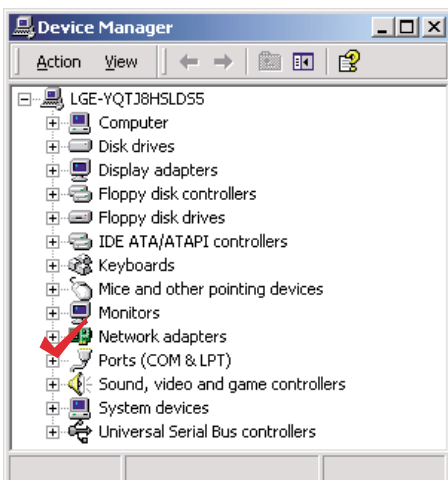 Device Manager
Action View
LGE-YQTJ8HSLDS5
Computer
Disk drives
Display adapters
Floppy disk controllers
Floppy disk drives
IDE ATA/ATAPI controllers
Keyboards
Mice and other pointing devices
Monitors
Network adapters
Ports (COM & LPT)
Sound, video and game controllers
System devices
Universal Serial Bus controllers